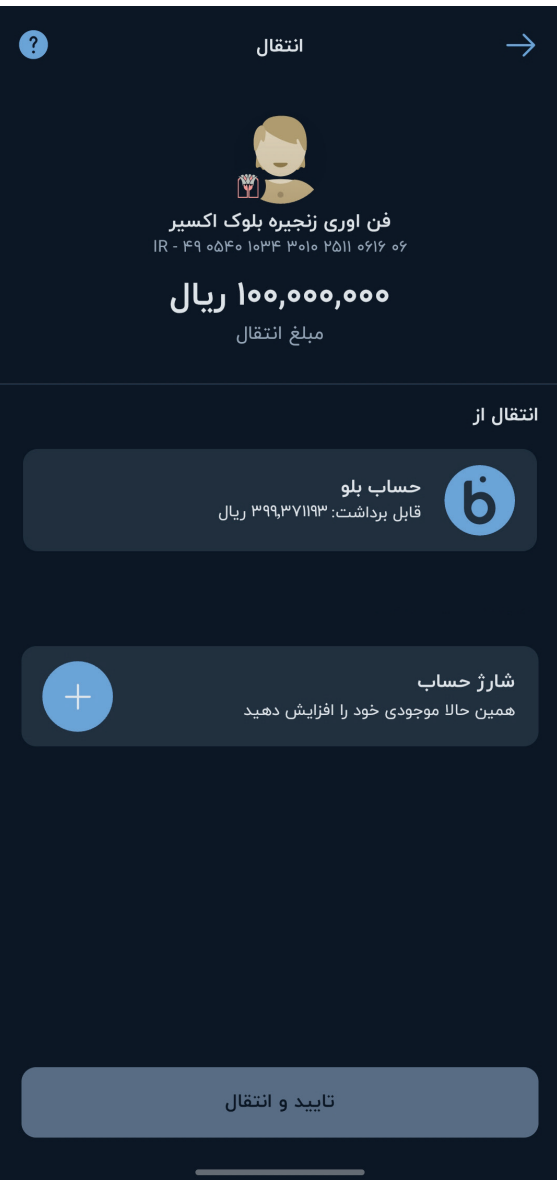 انتقال
فن اوری زنجیره بلوک اکسیر
IR - ۴۹ ۰۵۴۰ ۱۰۳۴ ۳۰۱۰ ۲۵۱۱ ۰۶۱۶ ۰۶
۱۰۰,۰۰۰,۰۰۰ ریال
مبلغ انتقال
انتقال از
حساب بلو
قابل برداشت: ۳۹۹,۳۷۱۱۹۳ ریال
شارژ حساب
همین حالا موجودی خود را افزایش دهید
تایید و انتقال